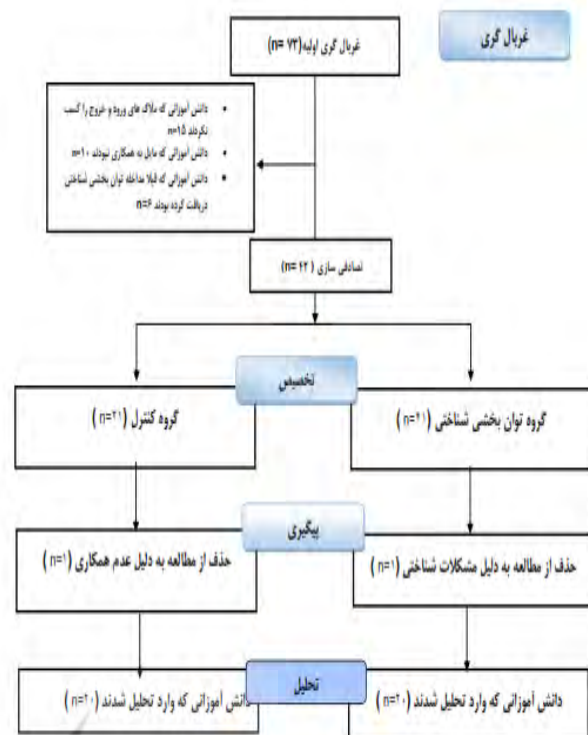 غربال گری
غربال گری اولیه(n= ۷۳)
• دانش آموزانی که ملاک های ورود و خروج را کسب
نکردند n=۱۵
• دانش آموزانی که مایل به همکاری نبودند n=۱۰
• دانش آموزانی که قبلا مداخله توان بخشی شناختی
دریافت کرده بودند n=۶
تصادفی سازی ( n= ۴۲)
تخصیص
گروه توان بخشی شناختی (n=۲۱ )
گروه کنترل (n=۲۱ )
پیگیری
حذف از مطالعه به دلیل مشکلات شناختی (n=۱ )
حذف از مطالعه به دلیل عدم همکاری (n=۱ )
تحلیل
دانش آموزانی که وارد تحلیل شدند (n=۲۰ )
دانش آموزانی که وارد تحلیل شدند (n=۲۰ )